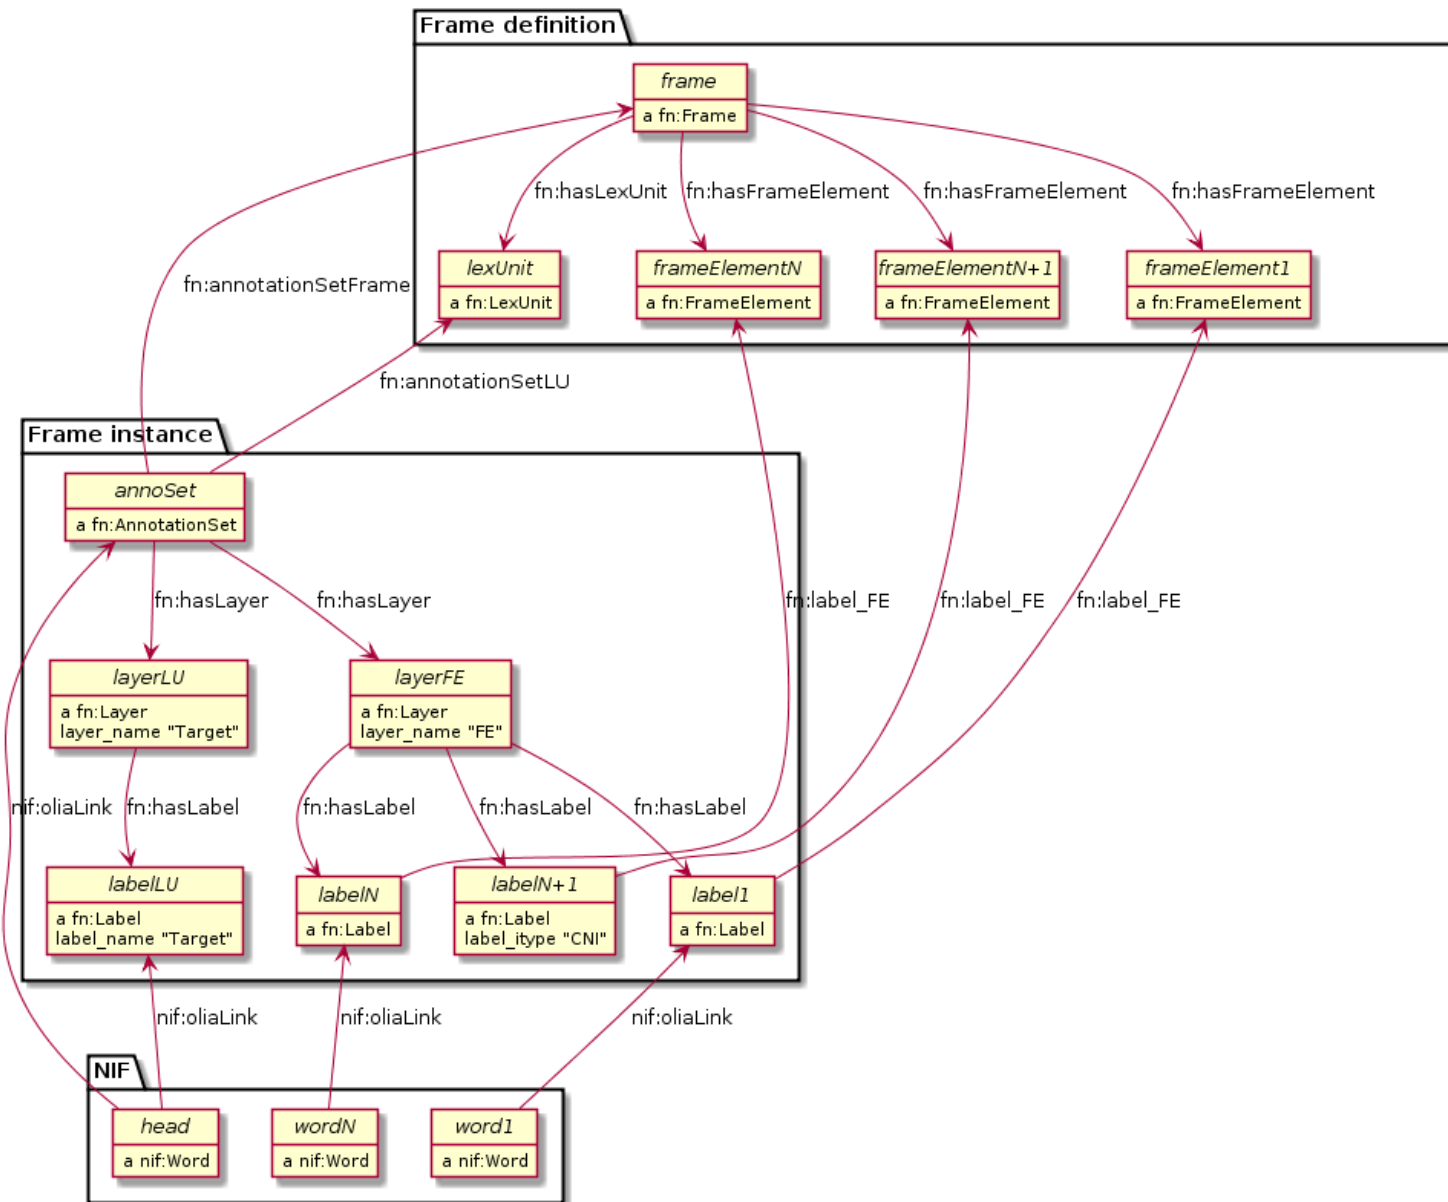 Frame definition
frame
a fn:Frame
fn:hasLexUnit
fn:hasFrameElement
fn:hasFrameElement
fn:hasFrameElement
lexUnit
a fn:LexUnit
frameElementN
a fn:FrameElement
frameElementN+1
a fn:FrameElement
frameElement1
a fn:FrameElement
fn:annotationSetFrame
fn:annotationSetLU
Frame instance
annoSet
a fn:AnnotationSet
fn:hasLayer
fn:hasLayer
fn:label_FE
fn:label_FE
fn:label_FE
layerLU
a fn:Layer
layer_name "Target"
layerFE
a fn:Layer
layer_name "FE"
nif:oliaLink
fn:hasLabel
fn:hasLabel
fn:hasLabel
fn:hasLabel
labelLU
a fn:Label
label_name "Target"
labelN
a fn:Label
labelN+1
a fn:Label
label_itype "CNI"
label1
a fn:Label
nif:oliaLink
nif:oliaLink
nif:oliaLink
NIF
head
a nif:Word
wordN
a nif:Word
word1
a nif:Word